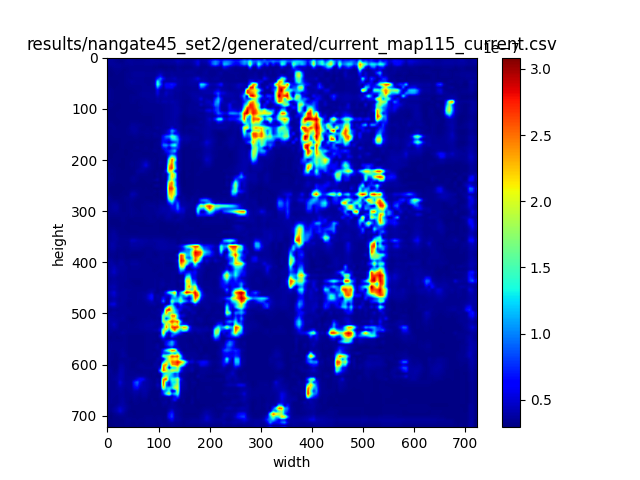 results/nangate45_set2/generated/current_map115_current.csv
1e−7
height
0
100
200
300
400
500
600
700
0 100 200 300 400 500 600 700
width
3.0
2.5
2.0
1.5
1.0
0.5